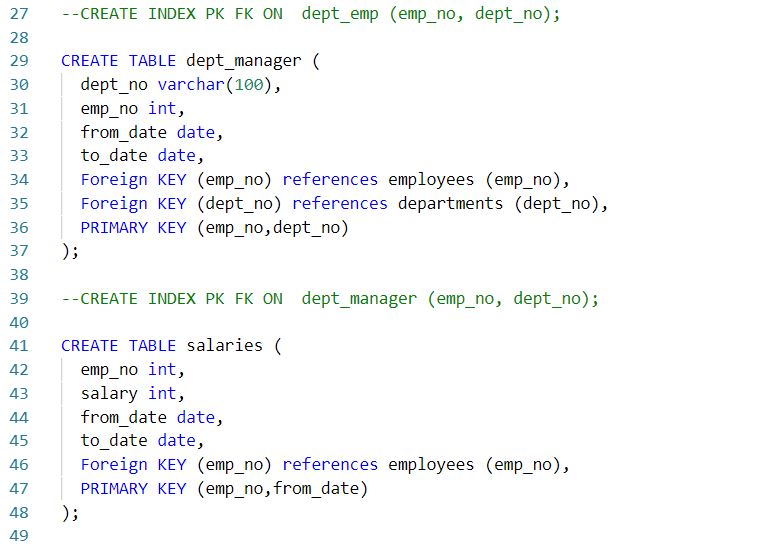 27 --CREATE INDEX PK FK ON  dept_emp (emp_no, dept_no);
28
29 CREATE TABLE dept_manager (
30   dept_no varchar(100),
31   emp_no int,
32   from_date date,
33   to_date date,
34   Foreign KEY (emp_no) references employees (emp_no),
35   Foreign KEY (dept_no) references departments (dept_no),
36   PRIMARY KEY (emp_no,dept_no)
37 );
38
39 --CREATE INDEX PK FK ON  dept_manager (emp_no, dept_no);
40
41 CREATE TABLE salaries (
42   emp_no int,
43   salary int,
44   from_date date,
45   to_date date,
46   Foreign KEY (emp_no) references employees (emp_no),
47   PRIMARY KEY (emp_no,from_date)
48 );
49